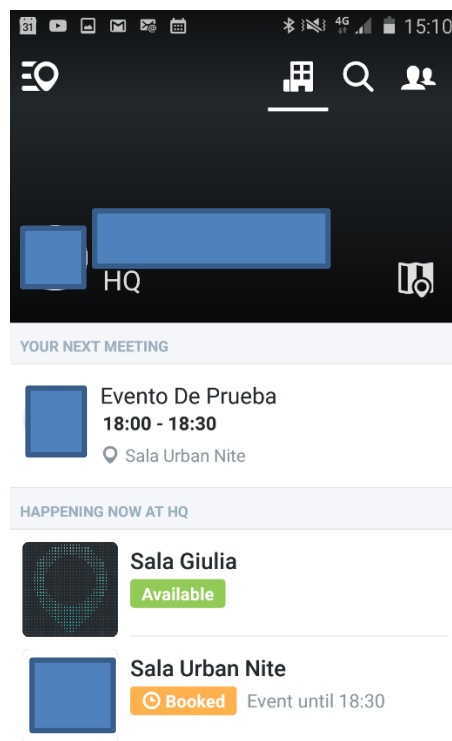 31
4G
15:10
HQ
YOUR NEXT MEETING
Evento De Prueba
18:00 - 18:30
Sala Urban Nite
HAPPENING NOW AT HQ
Sala Giulia
Available
Sala Urban Nite
Booked Event until 18:30